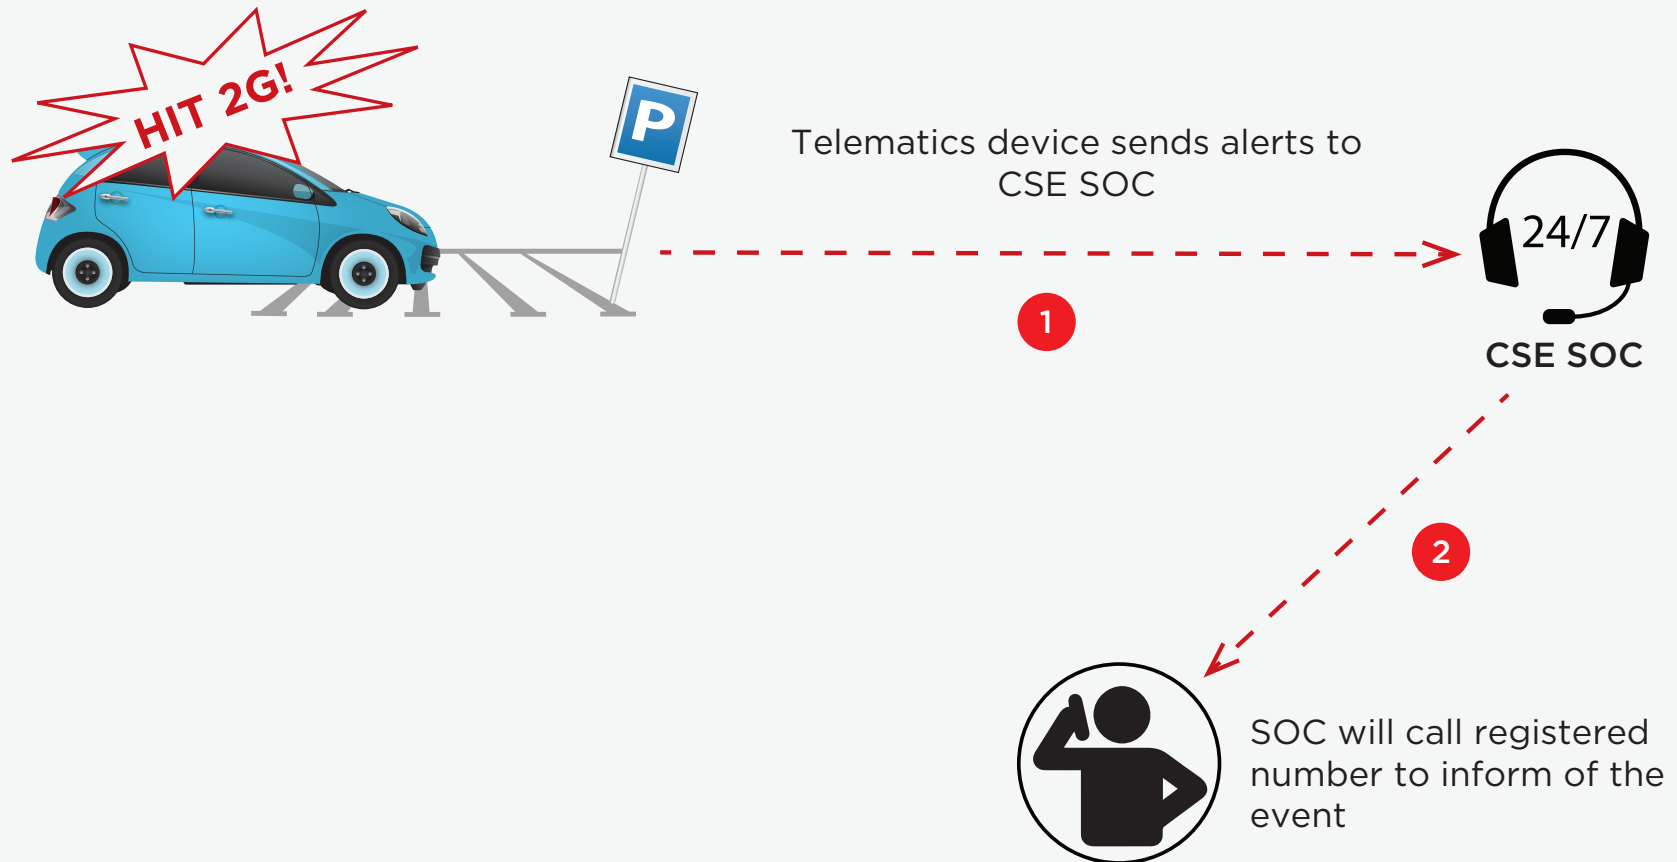 HIT 2G!
P
Telematics device sends alerts to
CSE SOC
24/7
1
CSE SOC
2
SOC will call registered
number to inform of the
event